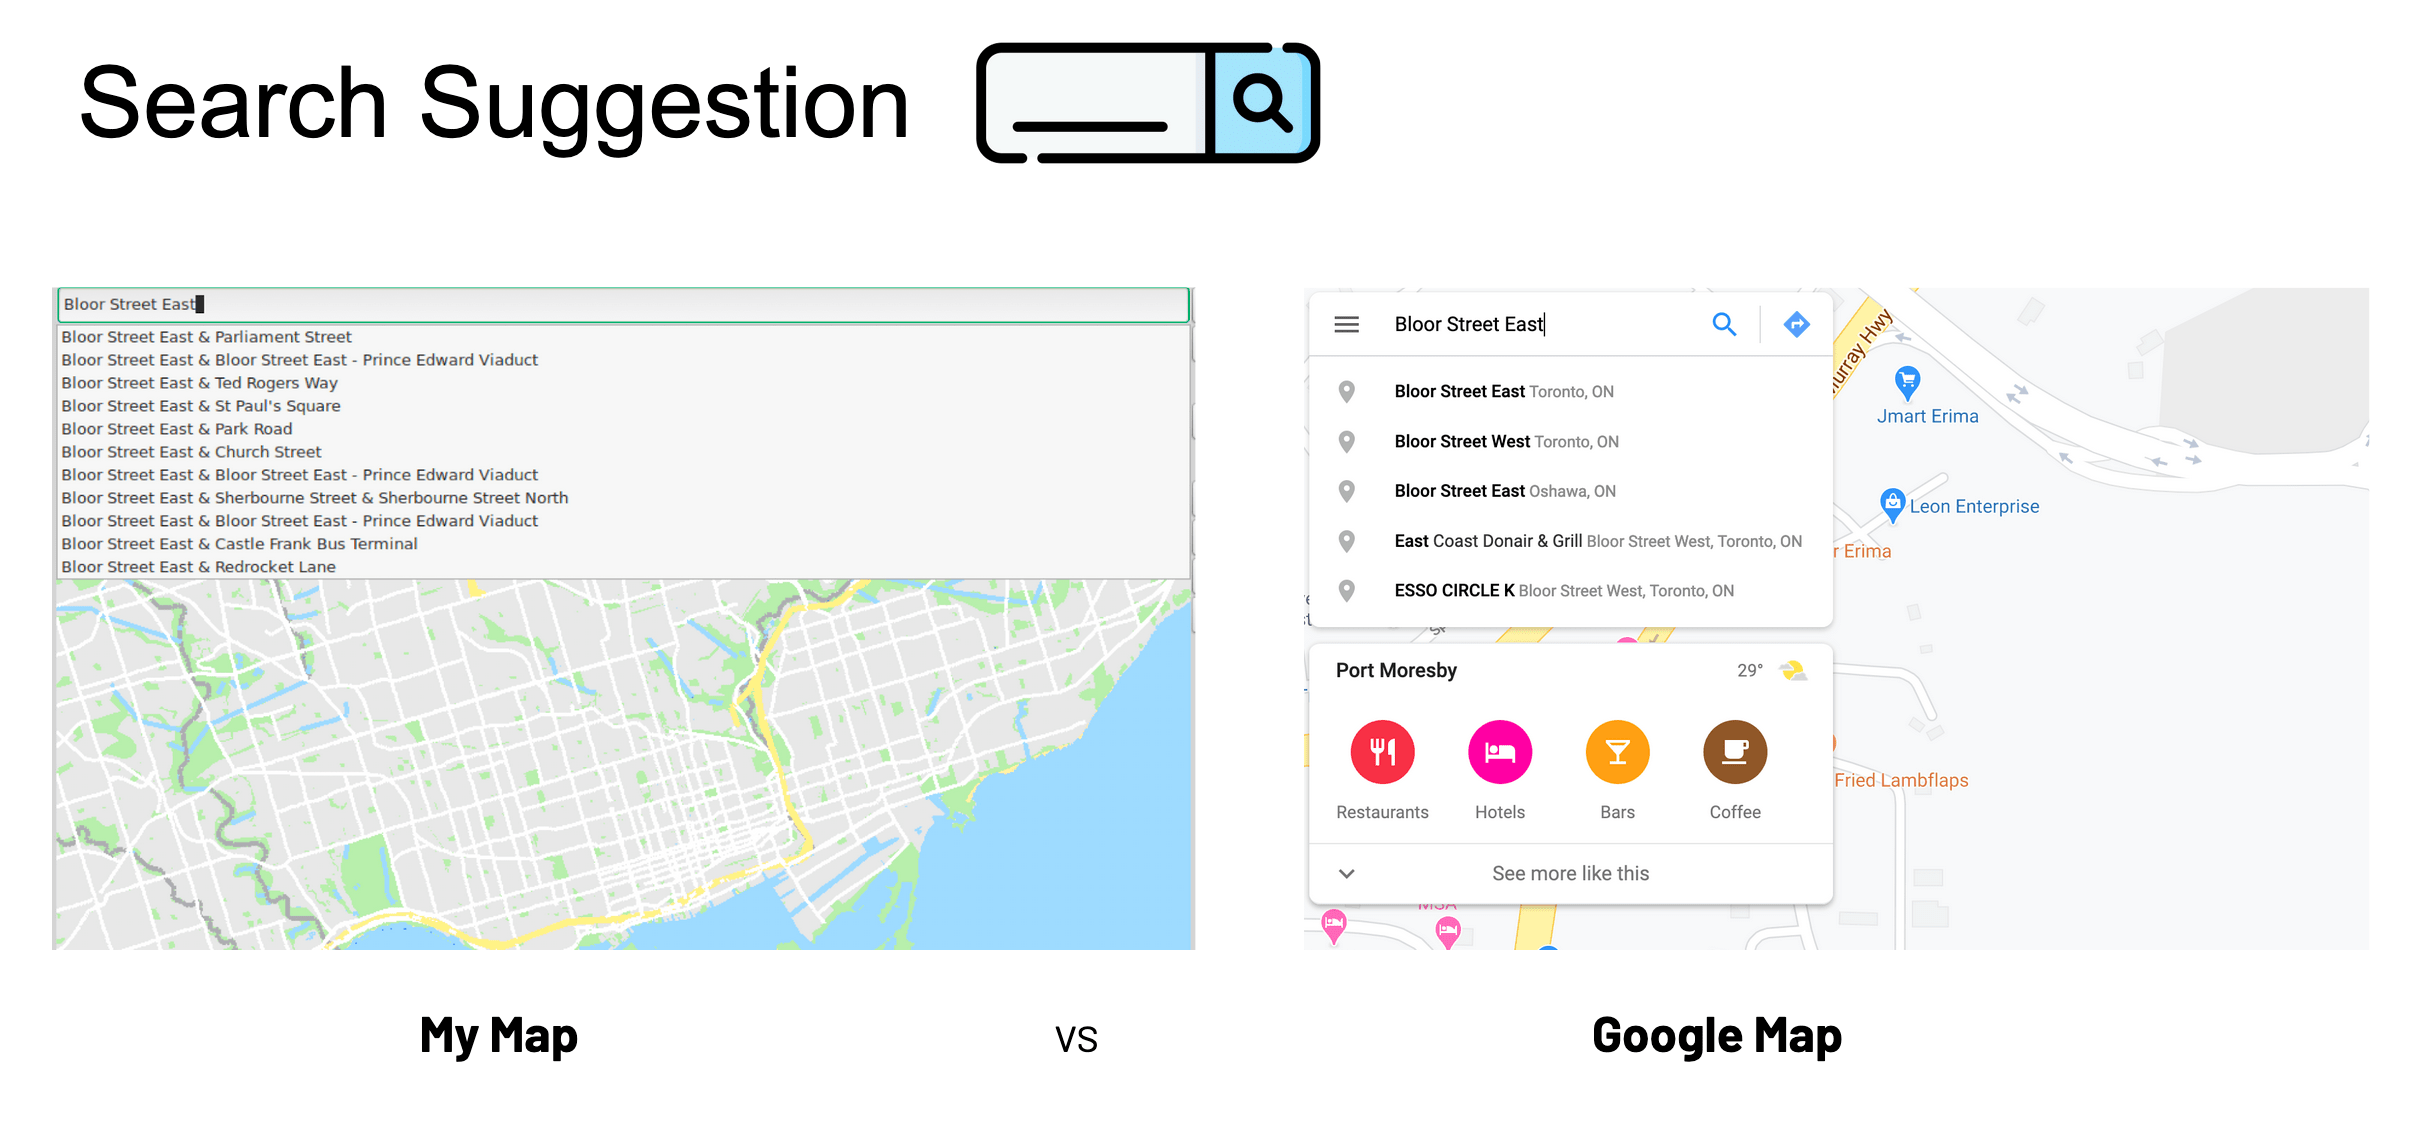 Search Suggestion
Bloor Street East
Bloor Street East & Parliament Street
Bloor Street East & Bloor Street East - Prince Edward Viaduct
Bloor Street East & Ted Rogers Way
Bloor Street East & St Paul's Square
Bloor Street East & Park Road
Bloor Street East & Church Street
Bloor Street East & Bloor Street East - Prince Edward Viaduct
Bloor Street East & Sherbourne Street & Sherbourne Street North
Bloor Street East & Bloor Street East - Prince Edward Viaduct
Bloor Street East & Castle Frank Bus Terminal
Bloor Street East & Redrocket Lane
Bloor Street East
Bloor Street East Toronto, ON
Bloor Street West Toronto, ON
Bloor Street East Oshawa, ON
East Coast Donair & Grill Bloor Street West, Toronto, ON
ESSO CIRCLE K Bloor Street West, Toronto, ON
Port Moresby 29°
Restaurants Hotels Bars Coffee
See more like this
Hwy
Jmart Erima
Leon Enterprise
r Erima
Fried Lambflaps
My Map vs Google Map